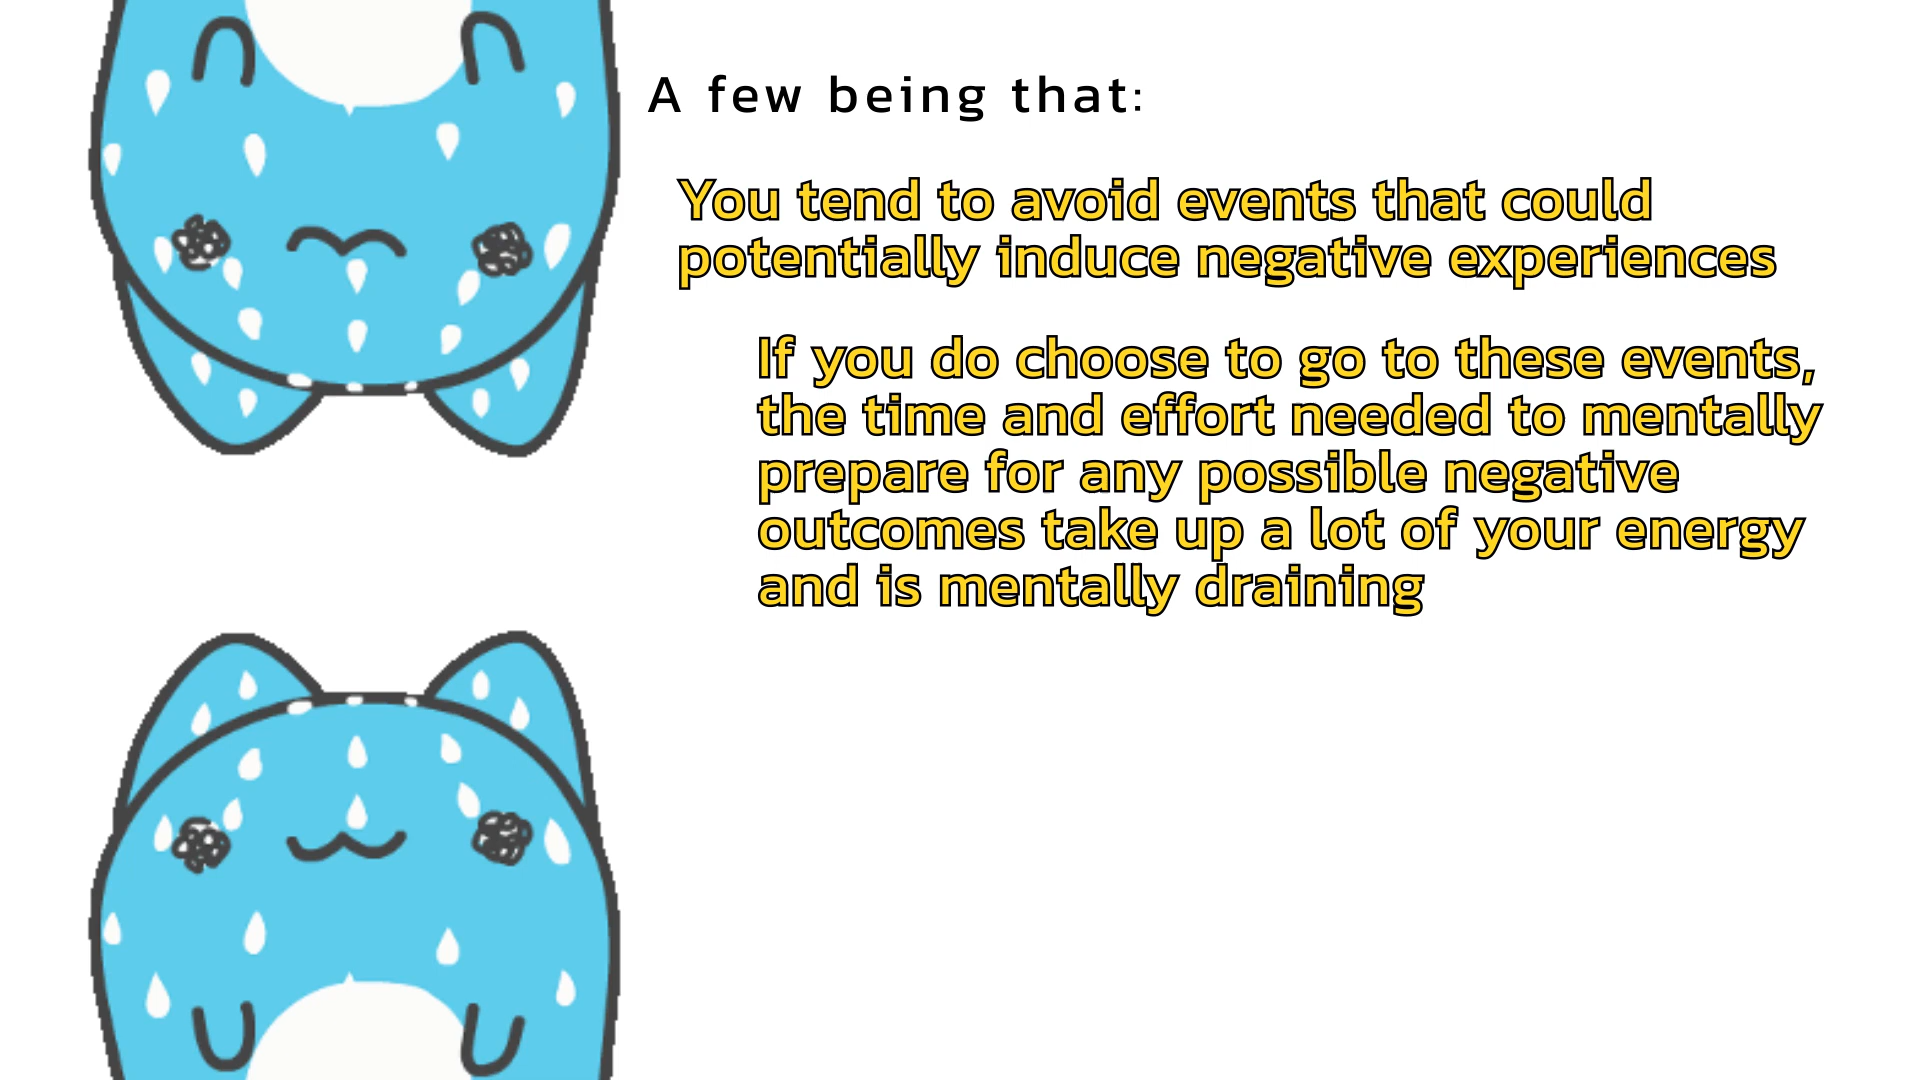 A few being that:
You tend to avoid events that could
potentially induce negative experiences
If you do choose to go to these events,
the time and effort needed to mentally
prepare for any possible negative
outcomes take up a lot of your energy
and is mentally draining